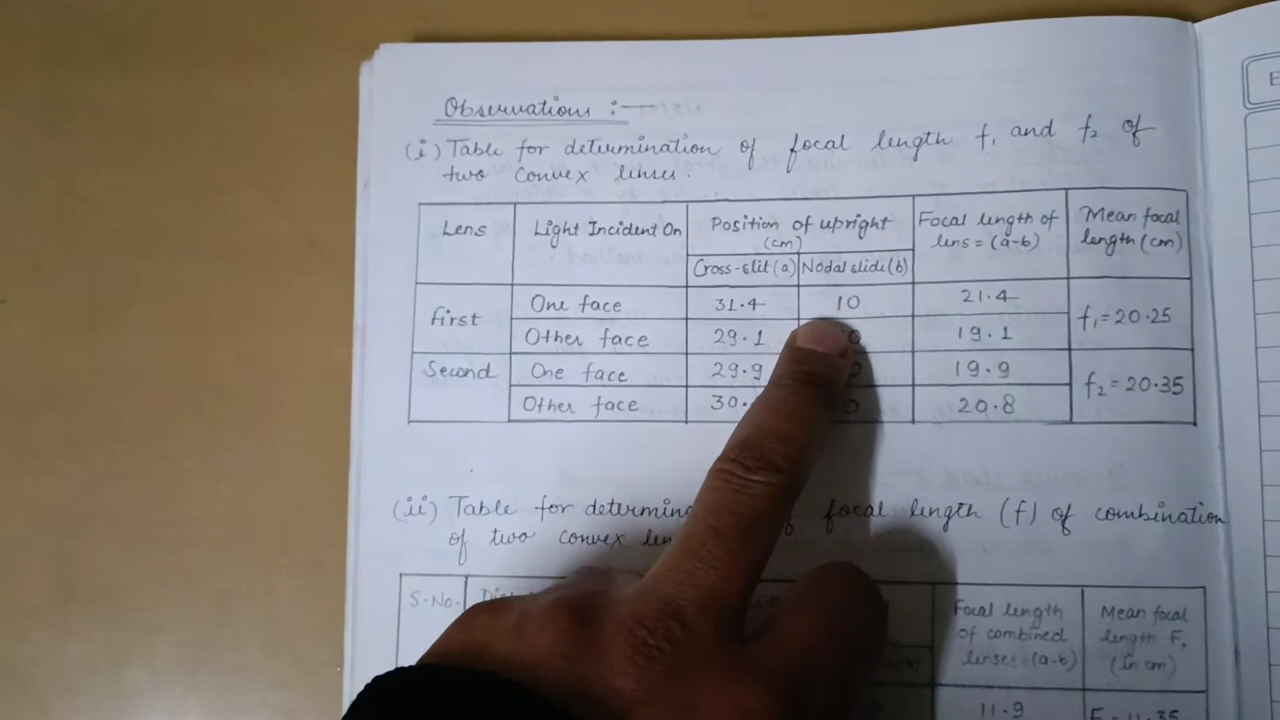 Observations :—
(i) Table for determination of focal length f₁ and f₂ of
two convex lenses.
Lens
Light Incident On
Position of upright
(cm)
Cross-slit (a)
Nodal slide (b)
Focal length of
lens = (a-b)
Mean focal
length (cm)
first
One face
31.4
10
21.4
f₁ = 20.25
Other face
29.1
19.1
Second
One face
29.9
19.9
f₂ = 20.35
Other face
30.
20.8
(ii) Table for focal length (f) of combination
of two convex
S.No.
Focal length
of combined
lenses = (a-b)
Mean focal
length F,
(in cm)
11.9
F = 11.35